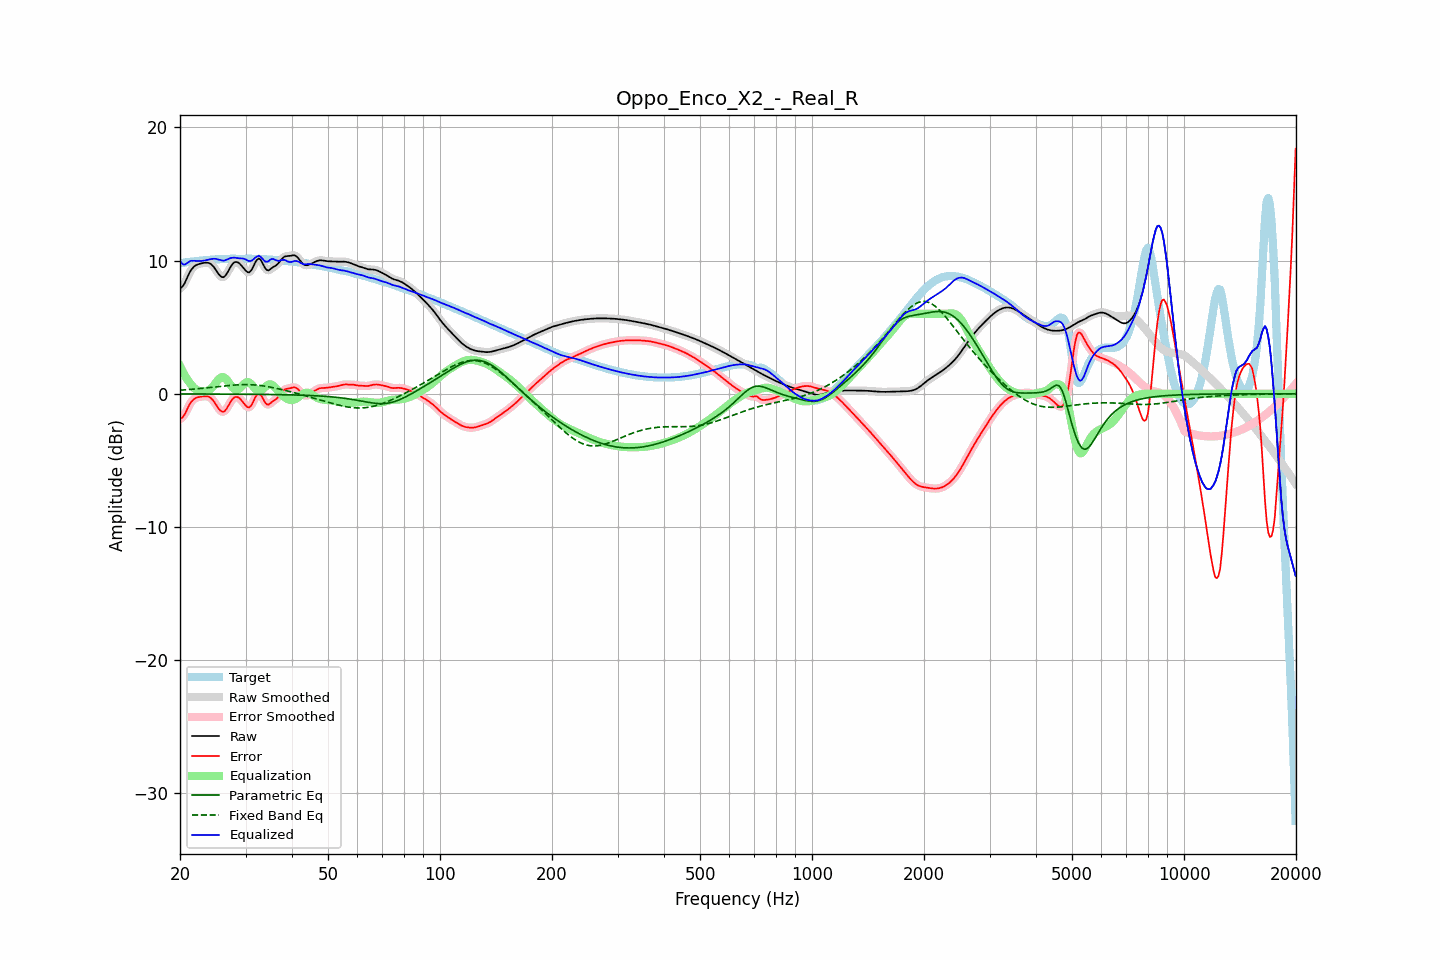 Oppo_Enco_X2_-_Real_R
20
10
0
−10
−20
−30
Amplitude (dBr)
Target
Raw Smoothed
Error Smoothed
Raw
Error
Equalization
Parametric Eq
Fixed Band Eq
Equalized
20
50
100
200
500
1000
2000
5000
10000
20000
Frequency (Hz)